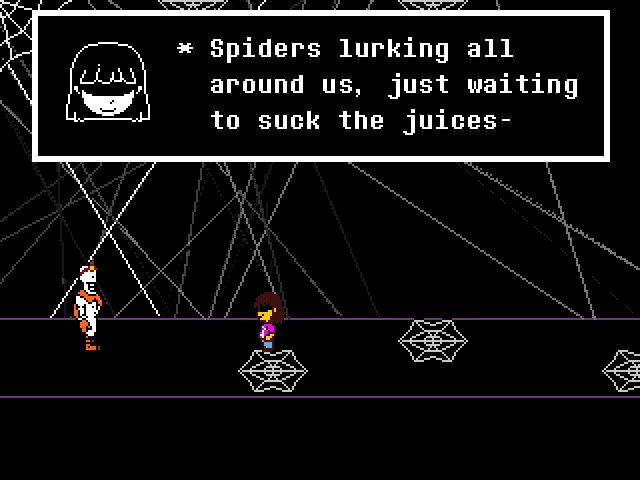 * Spiders lurking all
around us, just waiting
to suck the juices-